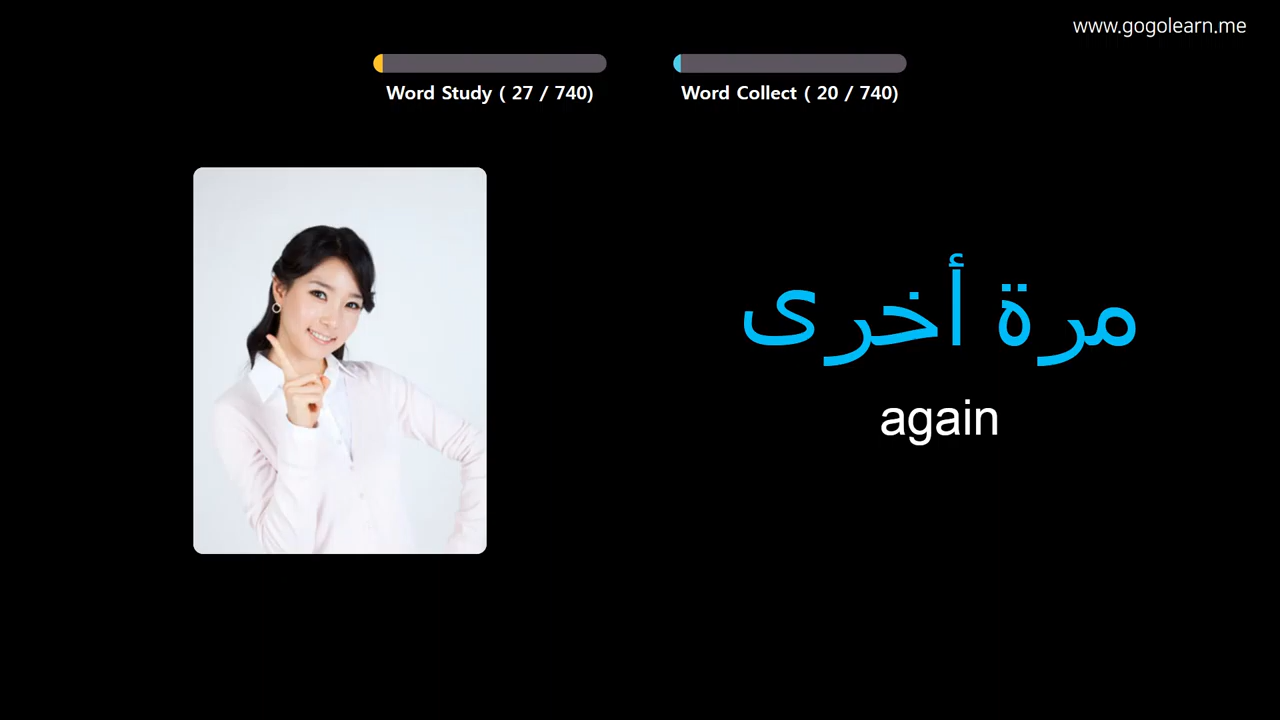 www.gogolearn.me
Word Study ( 27 / 740)
Word Collect ( 20 / 740)
مرة أخرى
again